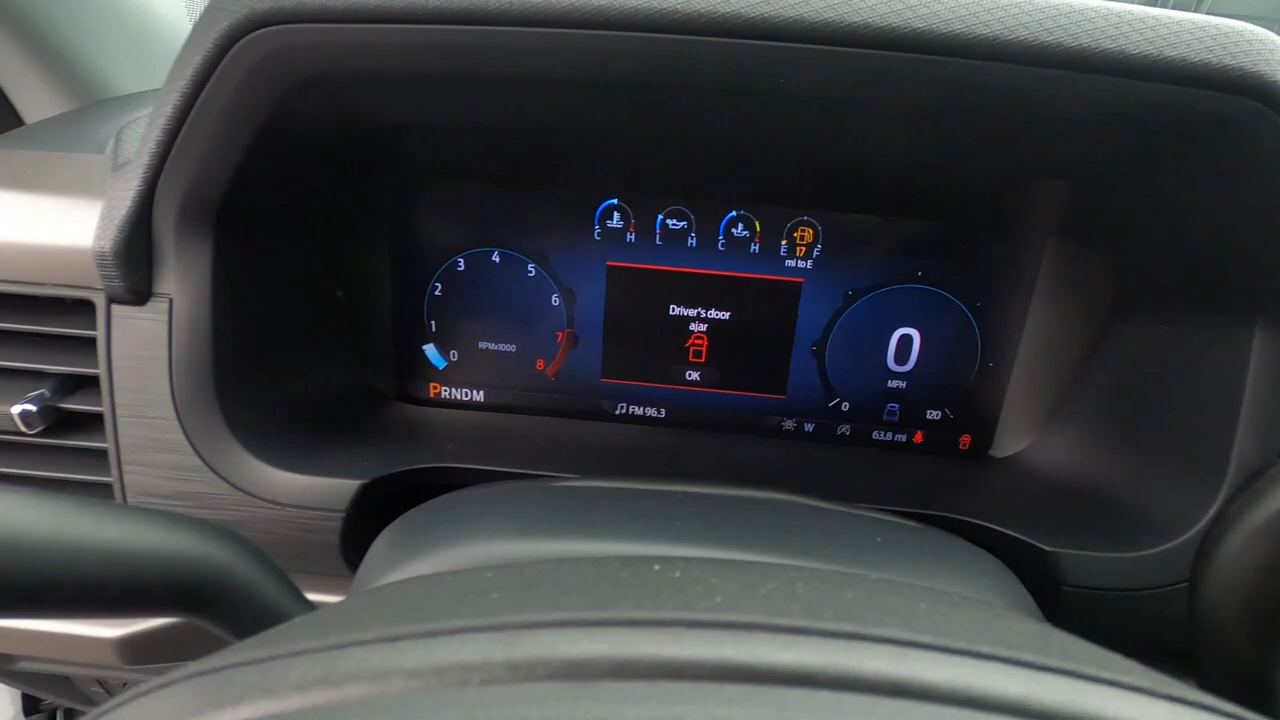 C H
L H
C H
E 17 F
mi to E
0
1
2
3
4
5
6
7
8
RPMx1000
PRNDM
Driver's door
ajar
OK
FM 96.3
0
MPH
0 120
W
63.8 mi